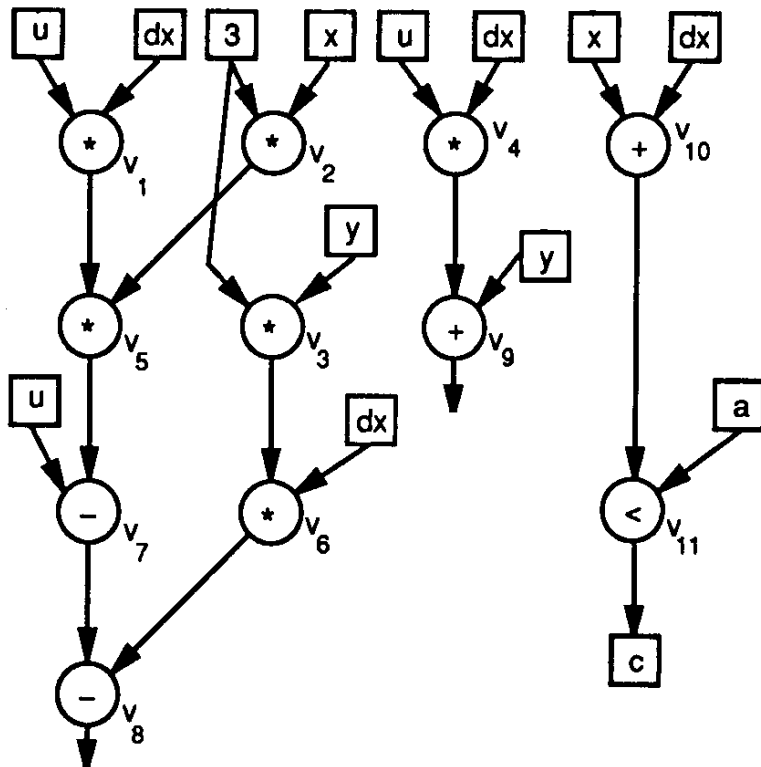 u dx 3 x u dx x dx
* v1 * v2 * v4 + v10
y y
* v5 * v3 + v9
u dx a
- v7 * v6 < v11
c
- v8